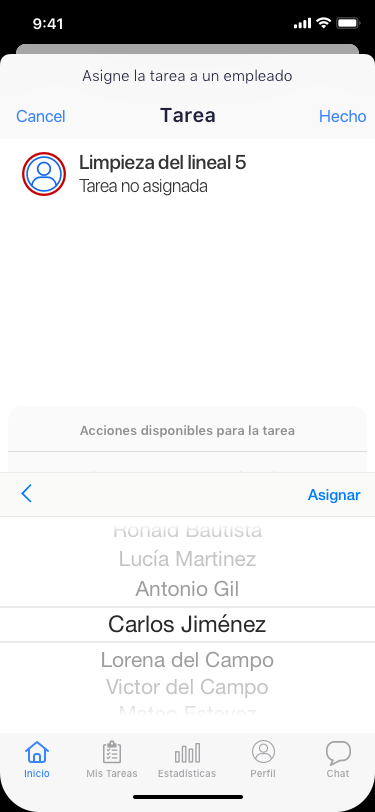 9:41
Asigne la tarea a un empleado
Cancel Tarea Hecho
Limpieza del lineal 5
Tarea no asignada
Acciones disponibles para la tarea
Asignar
Ronald Bautista
Lucía Martinez
Antonio Gil
Carlos Jiménez
Lorena del Campo
Victor del Campo
Mateo Estevez
Inicio Mis Tareas Estadísticas Perfil Chat